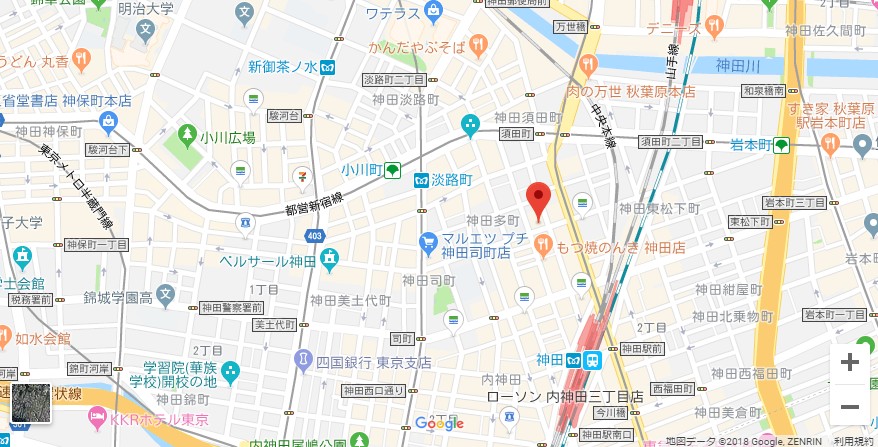 明治大学
ワテラス
万世橋
デニーズ
神田佐久間町
かんだやぶそば
うどん 丸香
新御茶ノ水
山手線
神田川
淡路町二丁目
肉の万世 秋葉原本店
和泉橋南
三省堂書店 神保町本店
神田淡路町
中央本線
すき家 秋葉原
駅岩本町店
駿河台
神田須田町
神田神保町
小川広場
須田町
須田町二丁目
岩本町
駿河台下
東京メトロ半蔵門線
小川町
淡路町
都営新宿線
岩本町三丁目
神田多町
神田東松下町
東松下町
403
神保町一丁目
マルエツ プチ
神田司町店
もつ焼のんき 神田店
ベルサール神田
神田司町
神田紺屋町
税務署前
錦城学園高
神田警察署前
神田美土代町
2丁目
神田北乗物町
岩本町一丁目
美土代町
司町
如水会館
2丁目
神田
神田駅前
学習院(華族
学校)開校の地
四国銀行 東京支店
錦町河岸
内神田
神田西福田町
西福田町
神田西口通り
ローソン 内神田三丁目店
神田錦町
今川橋
神田美倉町
KKRホテル東京
Google
神田駅南口
内神田尾嶋公園
地図データ ©2018 Google, ZENRIN
利用規約